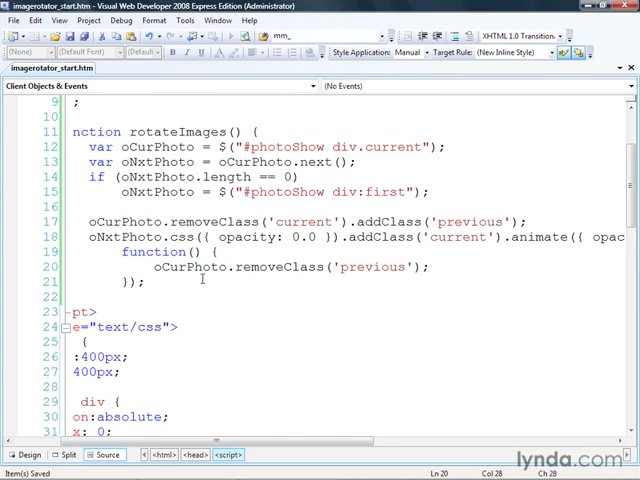 imagerotator_start.htm - Visual Web Developer 2008 Express Edition (Administrator)
File Edit View Project Debug Format Tools Window Help
mm_ XHTML 1.0 Transition
(None) (Default Font) (Default B I U Style Application: Manual Target Rule: (New Inline Style)
imagerotator_start.htm
Client Objects & Events (No Events)
9 ;
10
11 nction rotateImages() {
12 var oCurPhoto = $("#photoShow div.current");
13 var oNxtPhoto = oCurPhoto.next();
14 if (oNxtPhoto.length == 0)
15 oNxtPhoto = $("#photoShow div:first");
16
17 oCurPhoto.removeClass('current').addClass('previous');
18 oNxtPhoto.css({ opacity: 0.0 }).addClass('current').animate({ opac
19 function() {
20 oCurPhoto.removeClass('previous');
21 });
22
23 pt>
24 e="text/css">
25 {
26 :400px;
27 400px;
28
29 div {
30 on:absolute;
31 x: 0;
Design Split Source <html> <head> <script>
Item(s) Saved Ln 20 Col 28 Ch 28
lynda.com